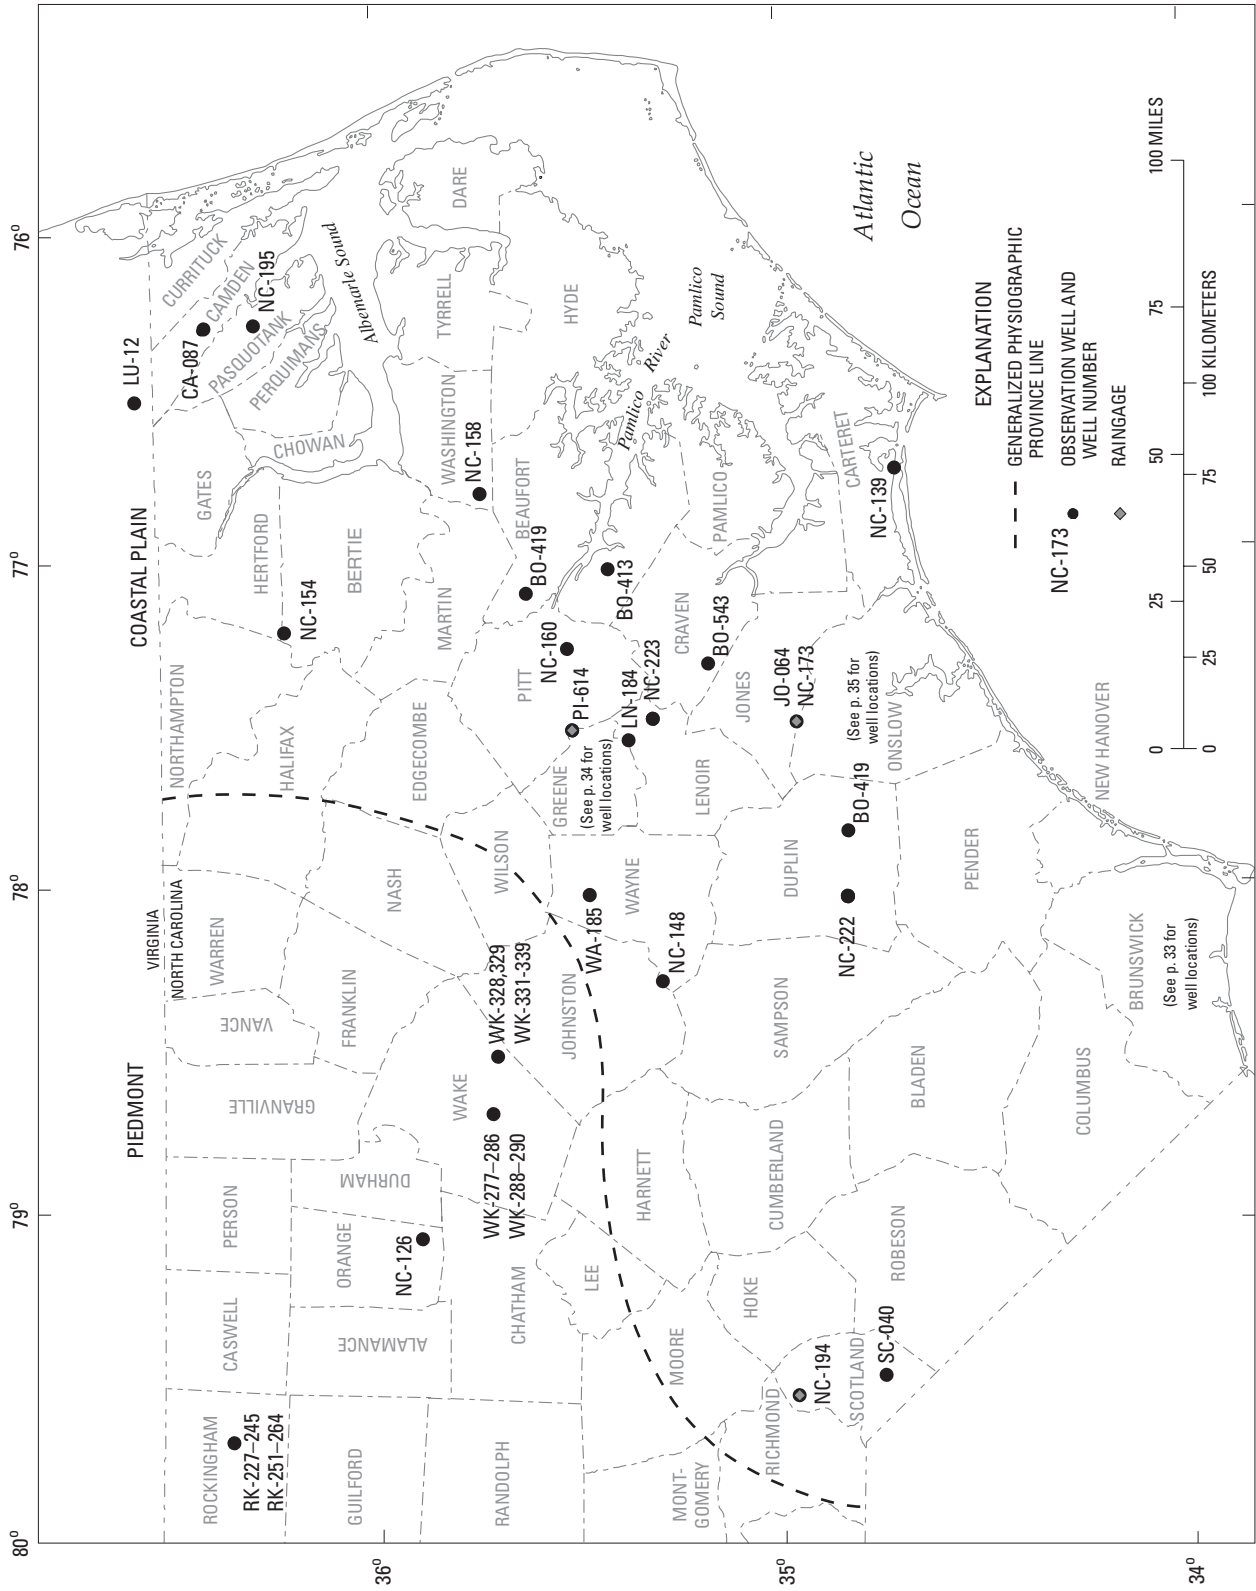 80°
79°
78°
77°
76°
36°
35°
34°
PIEDMONT
COASTAL PLAIN
VIRGINIA
NORTH CAROLINA
ROCKINGHAM
RK-227–245
RK-251–264
CASWELL
PERSON
GRANVILLE
VANCE
WARREN
NORTHAMPTON
HERTFORD
GATES
LU-12
CURRITUCK
CAMDEN
CA-087
PASQUOTANK
NC-195
PERQUIMANS
CHOWAN
Albemarle Sound
GUILFORD
ALAMANCE
ORANGE
NC-126
DURHAM
FRANKLIN
NASH
HALIFAX
EDGECOMBE
NC-154
BERTIE
MARTIN
WASHINGTON
NC-158
TYRRELL
DARE
RANDOLPH
CHATHAM
WAKE
WK-277–286
WK-288–290
WK-328,329
WK-331-339
JOHNSTON
WILSON
WA-185
GREENE
(See p. 34 for
well locations)
PITT
NC-160
PI-614
BO-419
BEAUFORT
BO-413
HYDE
Pamlico
River
Pamlico
Sound
MONT-
GOMERY
MOORE
LEE
HARNETT
NC-148
WAYNE
LENOIR
LN-184
NC-223
CRAVEN
BO-543
PAMLICO
JONES
JO-064
NC-173
CARTERET
NC-139
RICHMOND
NC-194
SCOTLAND
SC-040
HOKE
CUMBERLAND
SAMPSON
DUPLIN
NC-222
BO-419
ONSLOW
(See p. 35 for
well locations)
ROBESON
BLADEN
PENDER
COLUMBUS
BRUNSWICK
(See p. 33 for
well locations)
NEW HANOVER
Atlantic
Ocean
EXPLANATION
GENERALIZED PHYSIOGRAPHIC
PROVINCE LINE
NC-173
OBSERVATION WELL AND
WELL NUMBER
RAINGAGE
0 25 50 75 100 MILES
0 25 50 75 100 KILOMETERS